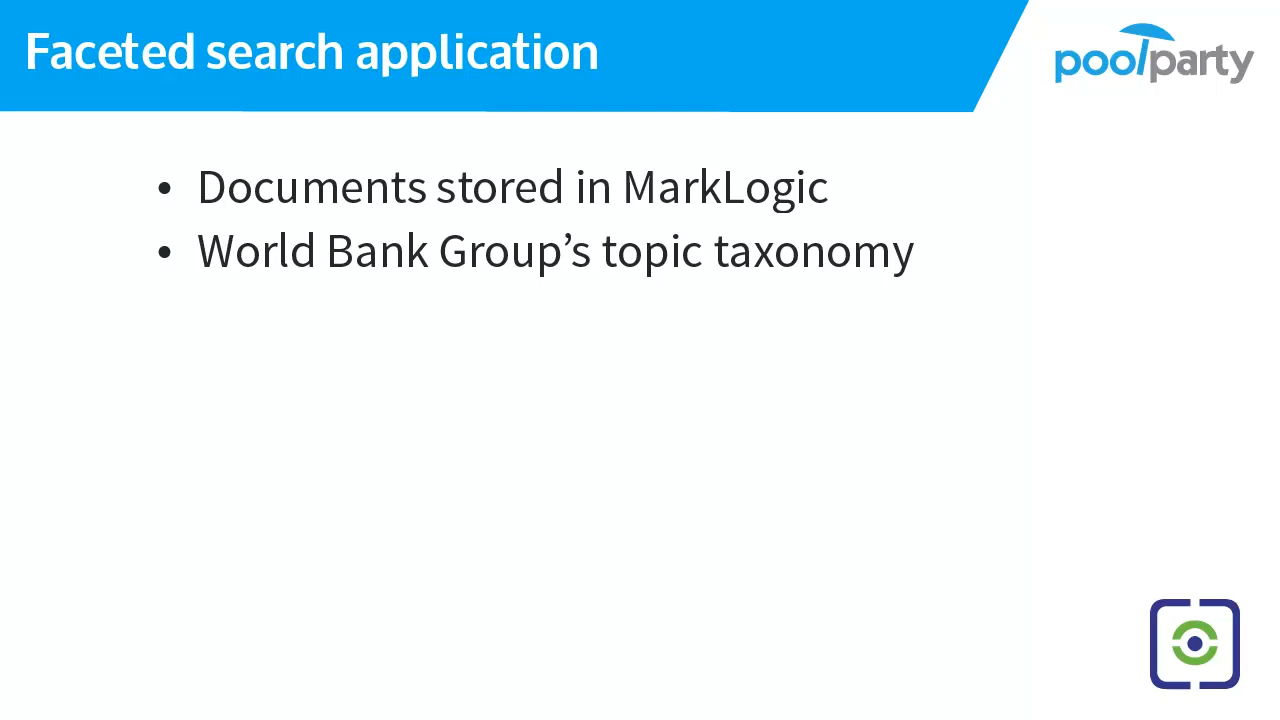 Faceted search application
poolparty
• Documents stored in MarkLogic
• World Bank Group’s topic taxonomy